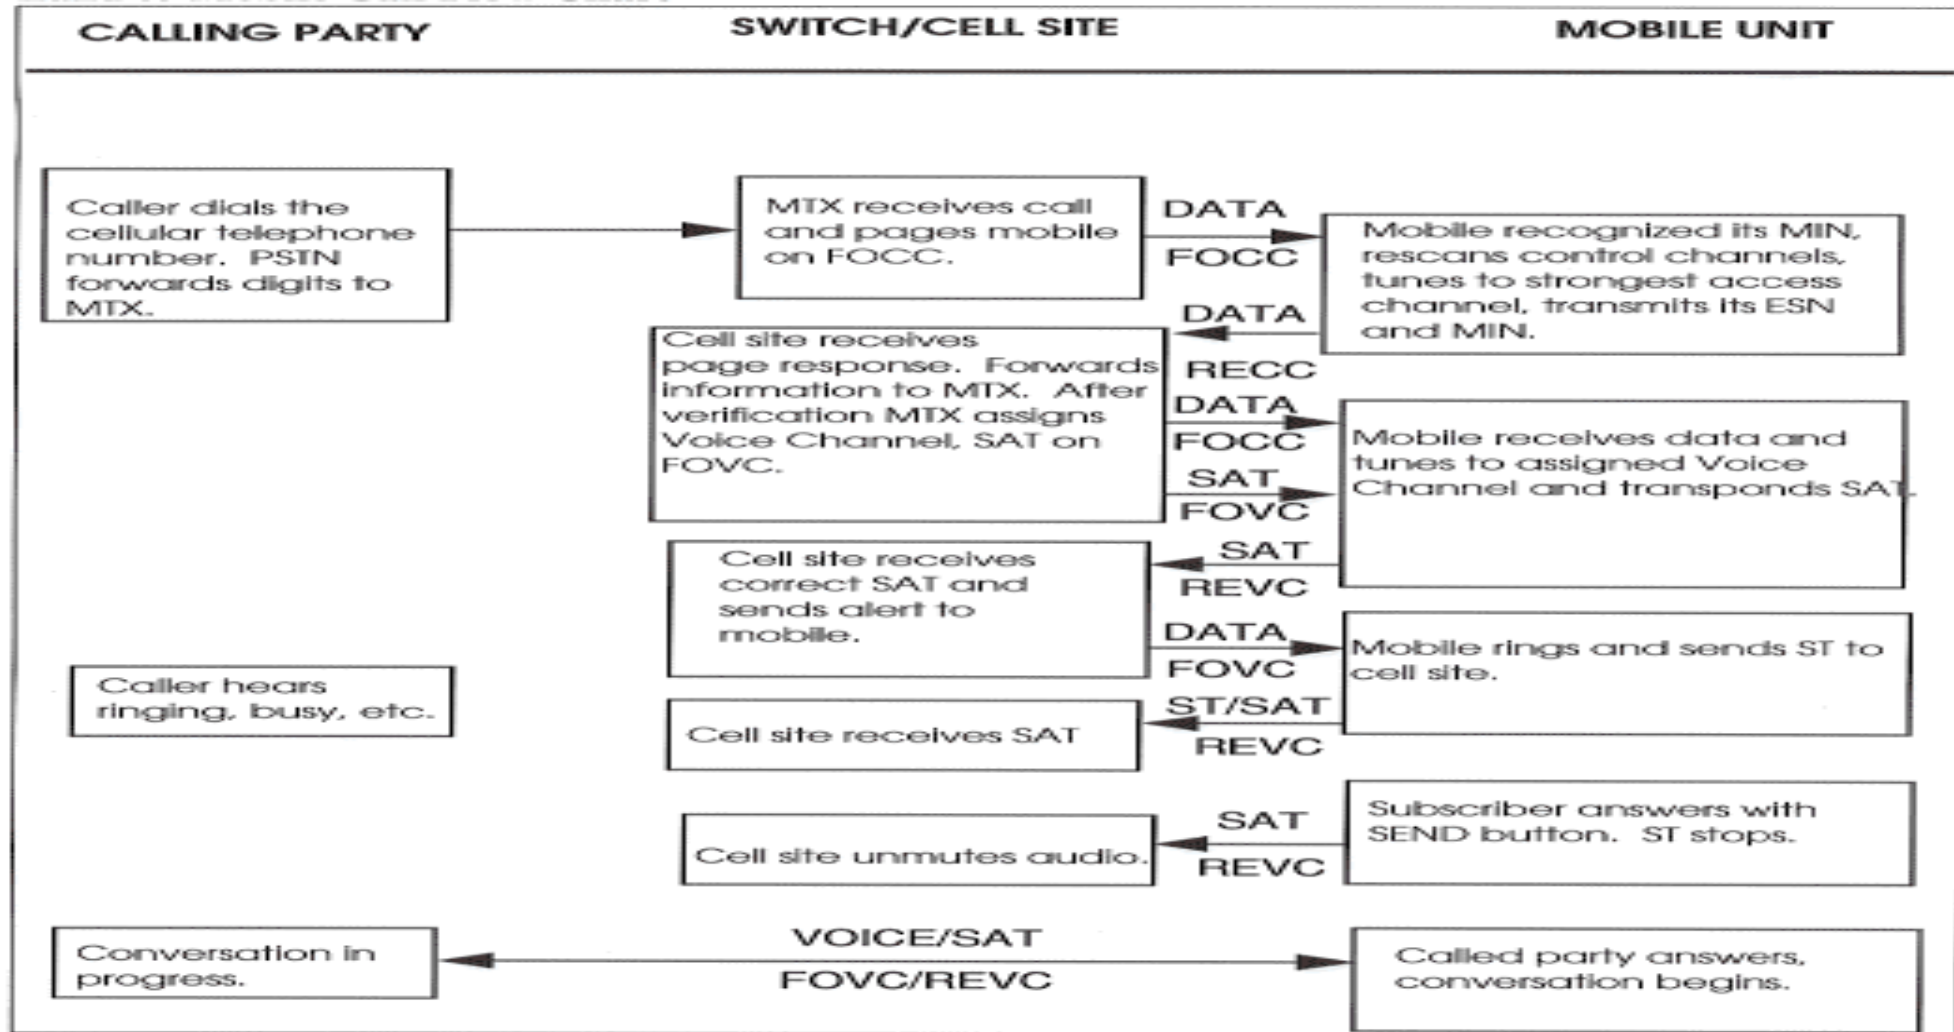 CALLING PARTY
SWITCH/CELL SITE
MOBILE UNIT
Caller dials the
cellular telephone
number. PSTN
forwards digits to
MTX.
MTX receives call
and pages mobile
on FOCC.
DATA
FOCC
Mobile recognized its MIN,
rescans control channels,
tunes to strongest access
channel, transmits its ESN
and MIN.
DATA
RECC
Cell site receives
page response. Forwards
information to MTX. After
verification MTX assigns
Voice Channel, SAT on
FOVC.
DATA
FOCC
SAT
FOVC
Mobile receives data and
tunes to assigned Voice
Channel and transponds SAT.
SAT
REVC
Cell site receives
correct SAT and
sends alert to
mobile.
DATA
FOVC
Mobile rings and sends ST to
cell site.
Caller hears
ringing, busy, etc.
ST/SAT
REVC
Cell site receives SAT
Subscriber answers with
SEND button. ST stops.
SAT
REVC
Cell site unmutes audio.
Conversation in
progress.
VOICE/SAT
FOVC/REVC
Called party answers,
conversation begins.